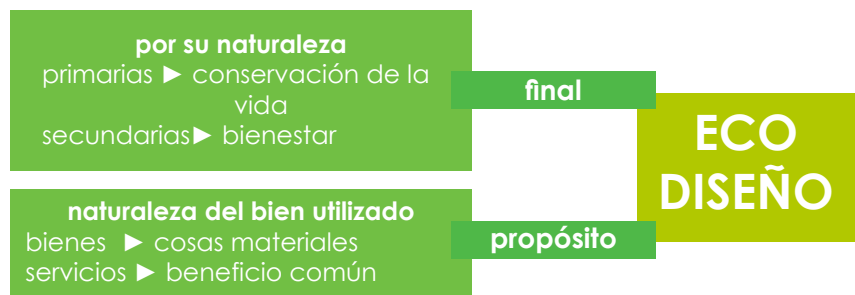 por su naturaleza
primarias ► conservación de la
vida
secundarias► bienestar
final
ECO
DISEÑO
naturaleza del bien utilizado
bienes ► cosas materiales
servicios ► beneficio común
propósito